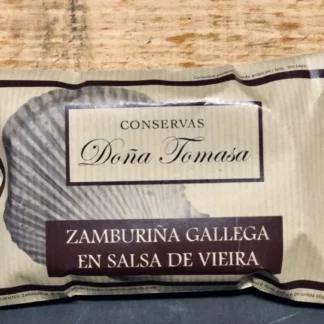 CONSERVAS
Doña Tomasa
ZAMBURIÑA GALLEGA
EN SALSA DE VIEIRA